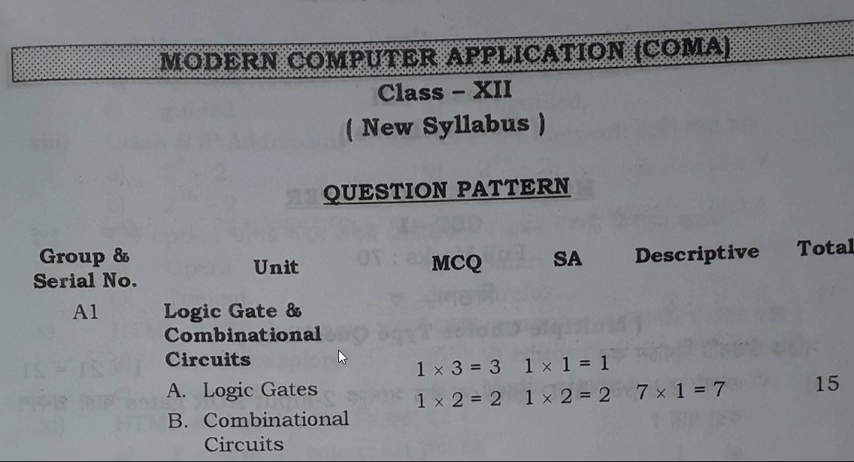 MODERN COMPUTER APPLICATION (COMA)
Class – XII
( New Syllabus )
QUESTION PATTERN
Group & Serial No. Unit MCQ SA Descriptive Total
A1 Logic Gate & Combinational Circuits
A. Logic Gates 1 × 3 = 3 1 × 1 = 1
B. Combinational Circuits 1 × 2 = 2 1 × 2 = 2 7 × 1 = 7 15